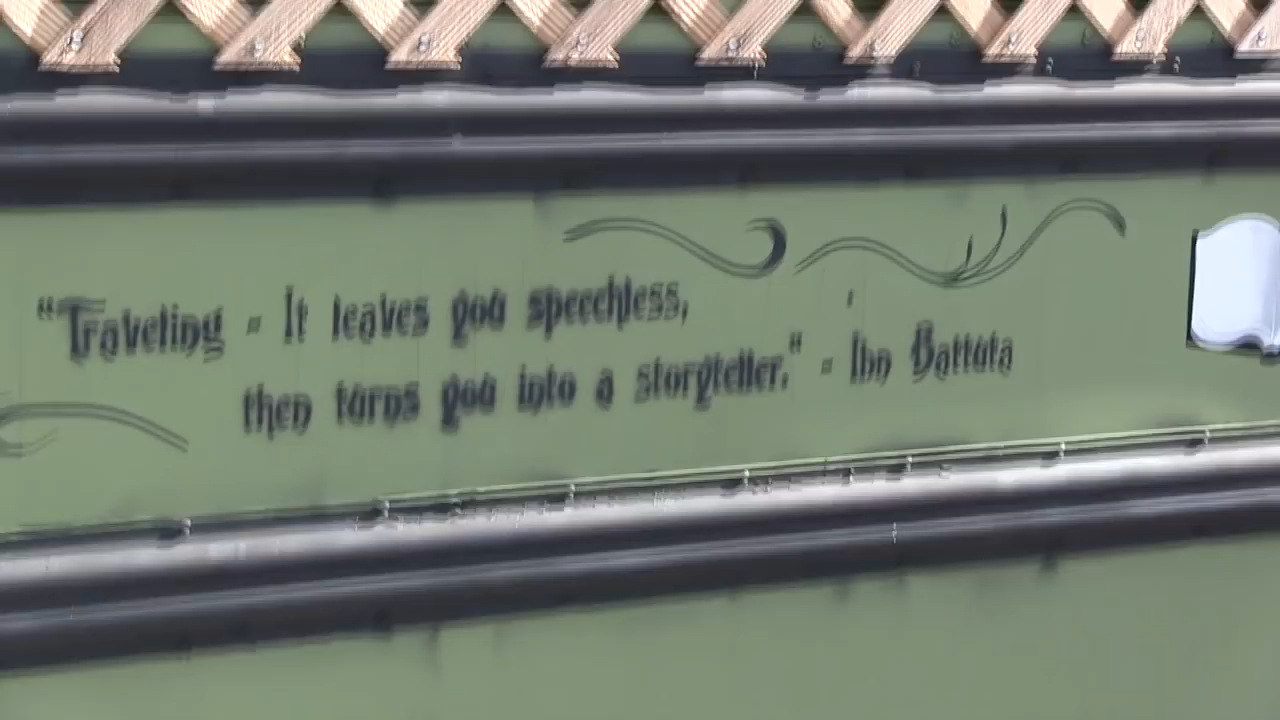 “Traveling - It leaves you speechless,
then turns you into a storyteller.” - Ibn Battuta